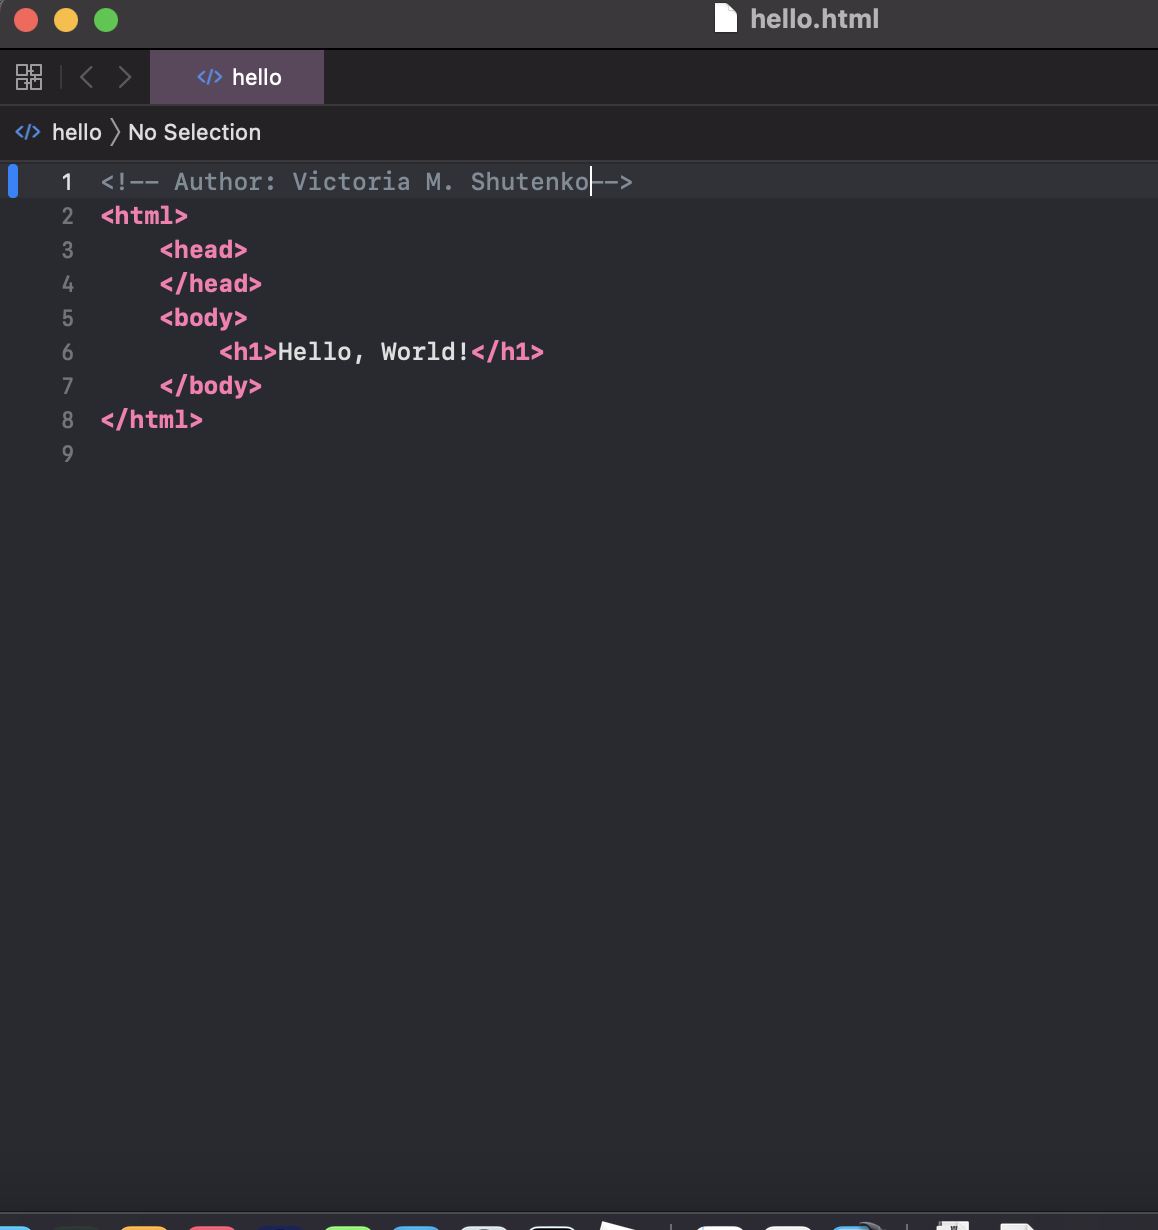 hello.html
</> hello
</> hello 〉 No Selection
1 <!-- Author: Victoria M. Shutenko-->
2 <html>
3     <head>
4     </head>
5     <body>
6         <h1>Hello, World!</h1>
7     </body>
8 </html>
9